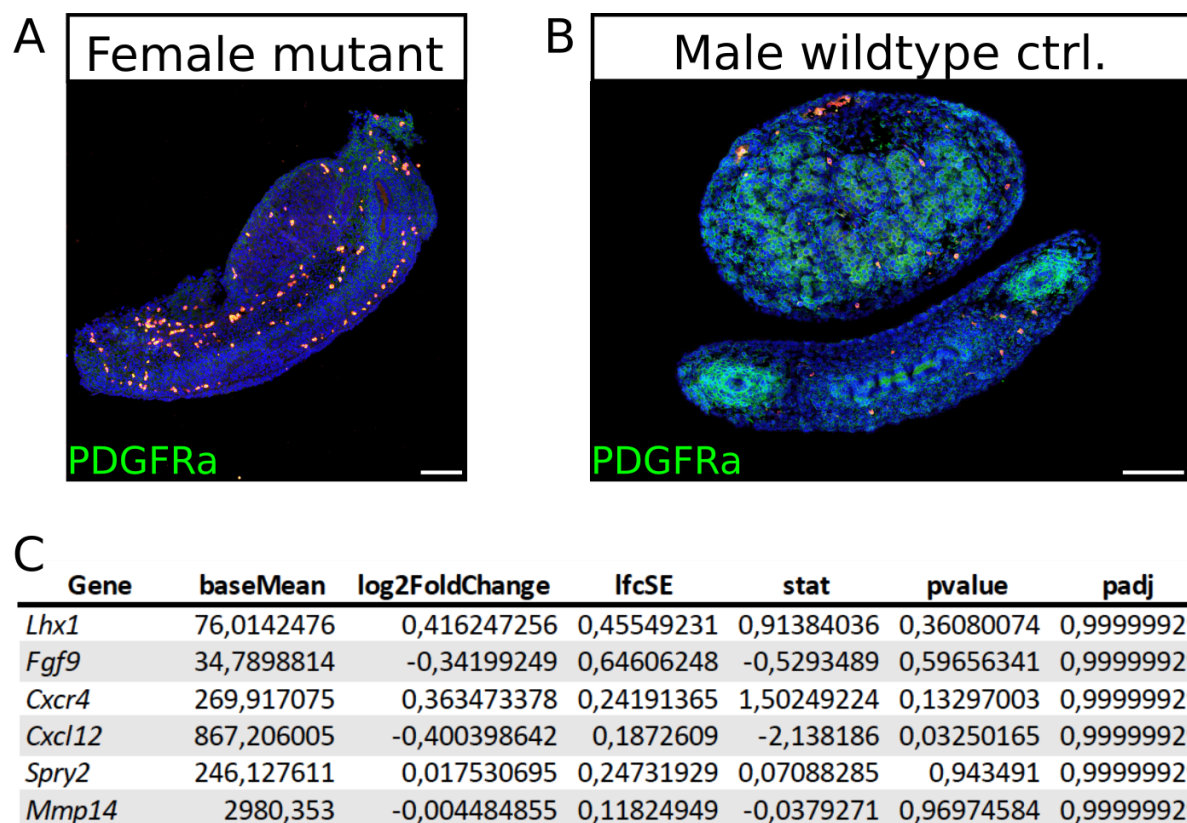 A
Female mutant
PDGFRa
B
Male wildtype ctrl.
PDGFRa
C
Gene baseMean log2FoldChange lfcSE stat pvalue padj
Lhx1 76,0142476 0,416247256 0,45549231 0,91384036 0,36080074 0,9999992
Fgf9 34,7898814 -0,34199249 0,64606248 -0,5293489 0,59656341 0,9999992
Cxcr4 269,917075 0,363473378 0,24191365 1,50249224 0,13297003 0,9999992
Cxcl12 867,206005 -0,400398642 0,1872609 -2,138186 0,03250165 0,9999992
Spry2 246,127611 0,017530695 0,24731929 0,07088285 0,943491 0,9999992
Mmp14 2980,353 -0,004484855 0,11824949 -0,0379271 0,96974584 0,9999992